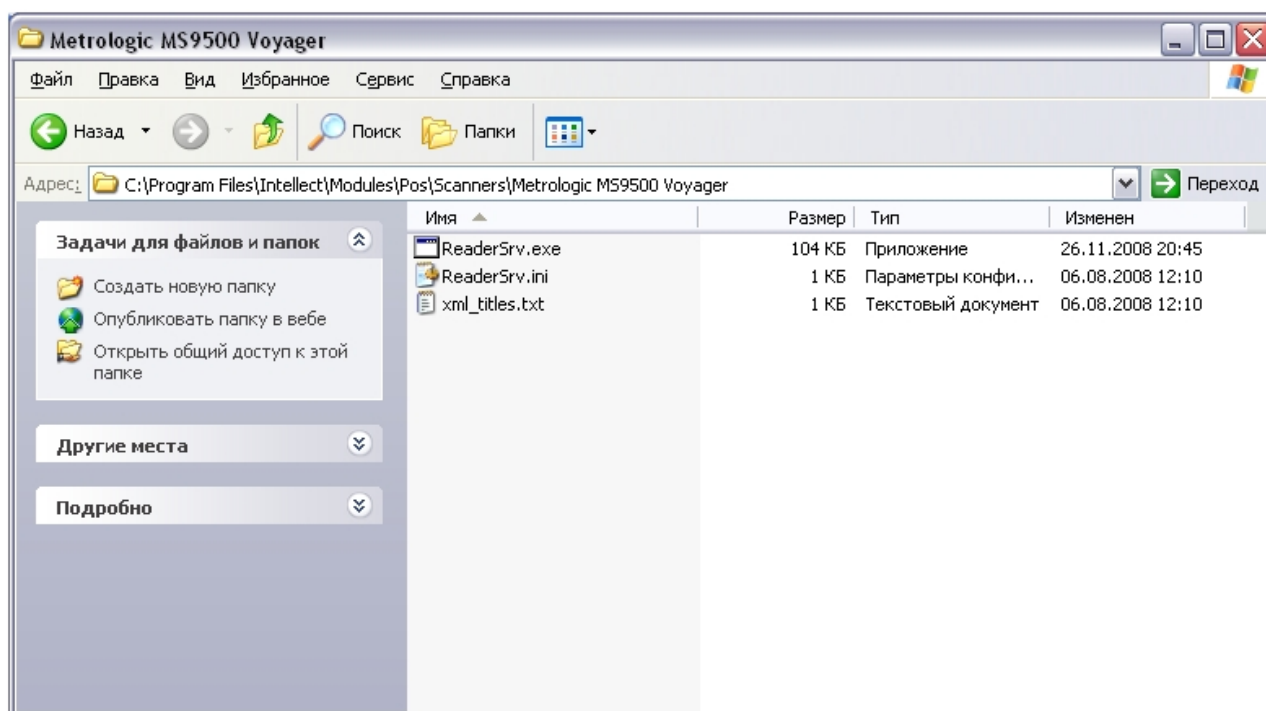 Metrologic MS9500 Voyager
Файл Правка Вид Избранное Сервис Справка
Назад Поиск Папки
Адрес: C:\Program Files\Intellect\Modules\Pos\Scanners\Metrologic MS9500 Voyager Переход
Имя Размер Тип Изменен
Задачи для файлов и папок
Создать новую папку
Опубликовать папку в вебе
Открыть общий доступ к этой
папке
Другие места
Подробно
ReaderSrv.exe 104 КБ Приложение 26.11.2008 20:45
ReaderSrv.ini 1 КБ Параметры конфи... 06.08.2008 12:10
xml_titles.txt 1 КБ Текстовый документ 06.08.2008 12:10